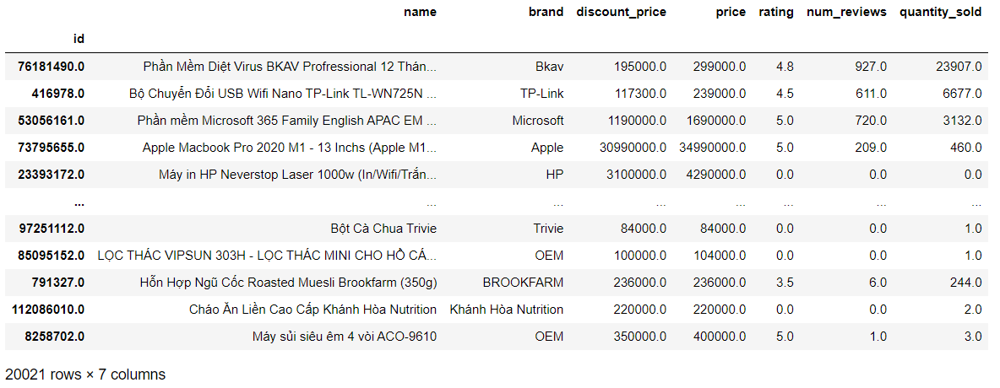 name brand discount_price price rating num_reviews quantity_sold
id
76181490.0 Phần Mềm Diệt Virus BKAV Profressional 12 Thán... Bkav 195000.0 299000.0 4.8 927.0 23907.0
416978.0 Bộ Chuyển Đổi USB Wifi Nano TP-Link TL-WN725N ... TP-Link 117300.0 239000.0 4.5 611.0 6677.0
53056161.0 Phần mềm Microsoft 365 Family English APAC EM ... Microsoft 1190000.0 1690000.0 5.0 720.0 3132.0
73795655.0 Apple Macbook Pro 2020 M1 - 13 Inchs (Apple M1... Apple 30990000.0 34990000.0 5.0 209.0 460.0
23393172.0 Máy in HP Neverstop Laser 1000w (In/Wifi/Trắn... HP 3100000.0 4290000.0 0.0 0.0 0.0
... ... ... ... ... ... ... ...
97251112.0 Bột Cà Chua Trivie Trivie 84000.0 84000.0 0.0 0.0 1.0
85095152.0 LỌC THÁC VIPSUN 303H - LỌC THÁC MINI CHO HỒ CÁ... OEM 100000.0 104000.0 0.0 0.0 1.0
791327.0 Hỗn Hợp Ngũ Cốc Roasted Muesli Brookfarm (350g) BROOKFARM 236000.0 236000.0 3.5 6.0 244.0
112086010.0 Cháo Ăn Liền Cao Cấp Khánh Hòa Nutrition Khánh Hòa Nutrition 220000.0 220000.0 0.0 0.0 2.0
8258702.0 Máy sủi siêu êm 4 vòi ACO-9610 OEM 350000.0 400000.0 5.0 1.0 3.0
20021 rows × 7 columns